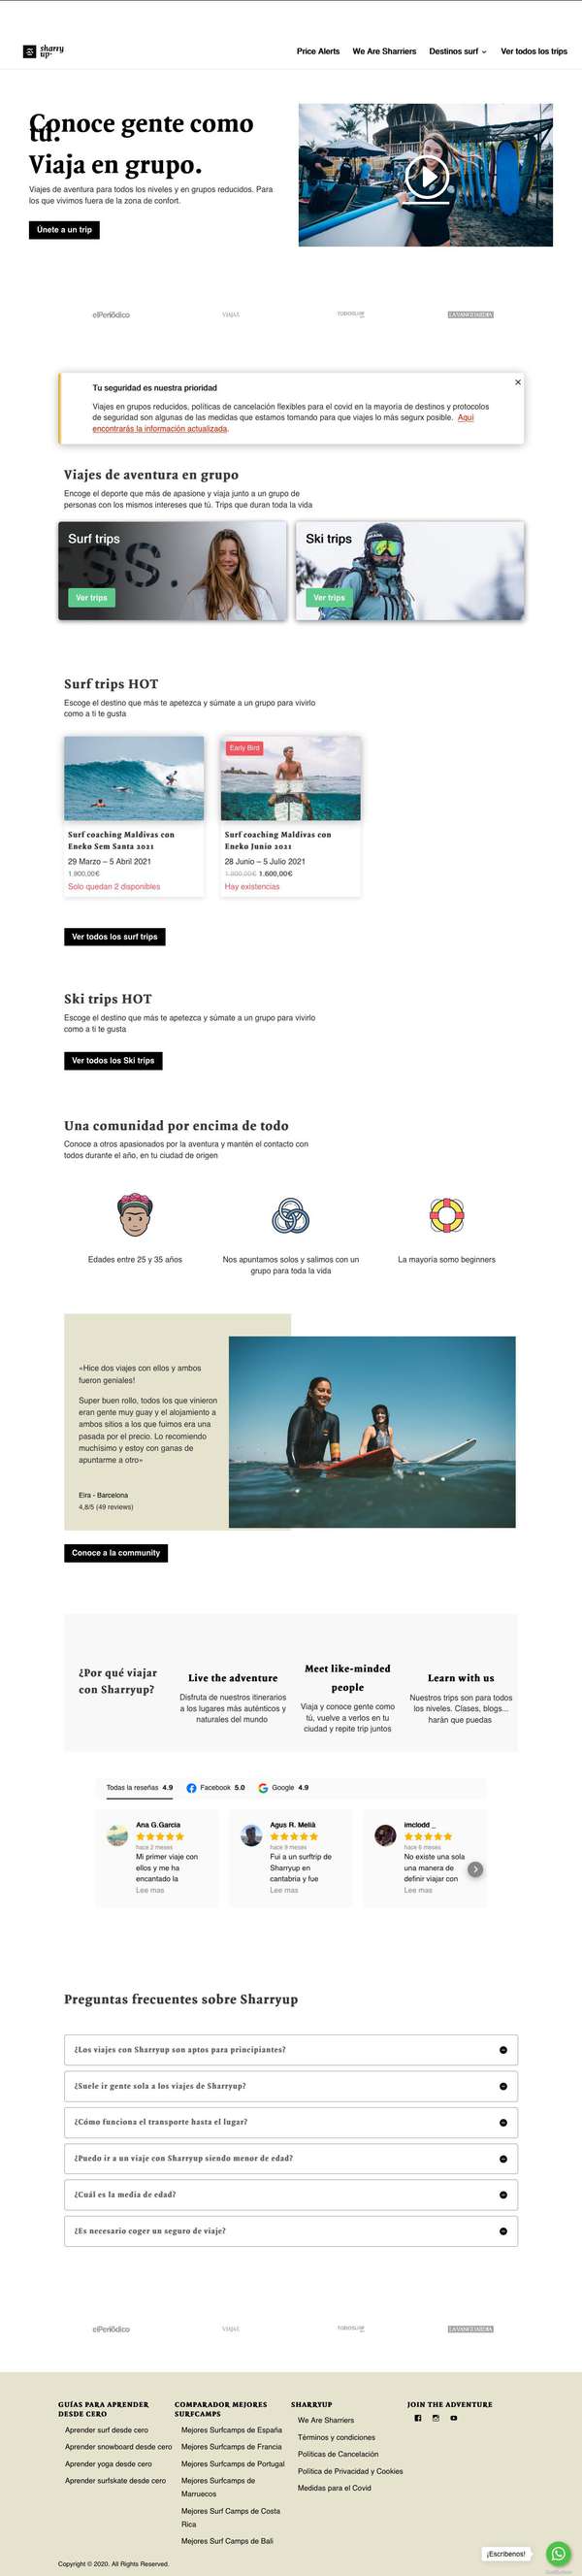 sharry
up
Price Alerts
We Are Sharriers
Destinos surf
Ver todos los trips
Conoce gente como
tú.
Viaja en grupo.
Viajes de aventura para todos los niveles y en grupos reducidos. Para
los que vivimos fuera de la zona de confort.
Únete a un trip
elPeriódico
VIAJAR
LA VANGUARDIA
Tu seguridad es nuestra prioridad
Viajes en grupos reducidos, políticas de cancelación flexibles para el covid en la mayoría de destinos y protocolos
de seguridad son algunas de las medidas que estamos tomando para que viajes lo más segurx posible. Aquí
encontrarás la información actualizada.
Viajes de aventura en grupo
Encoge el deporte que más de apasione y viaja junto a un grupo de
personas con los mismos intereses que tú. Trips que duran toda la vida
Surf trips
Ver trips
Ski trips
Ver trips
Surf trips HOT
Escoge el destino que más te apetezca y súmate a un grupo para vivirlo
como a ti te gusta
Early Bird
Surf coaching Maldivas con
Eneko Sem Santa 2021
29 Marzo – 5 Abril 2021
1.900,00€
Solo quedan 2 disponibles
Surf coaching Maldivas con
Eneko Junio 2021
28 Junio – 5 Julio 2021
1.900,00€ 1.600,00€
Hay existencias
Ver todos los surf trips
Ski trips HOT
Escoge el destino que más te apetezca y súmate a un grupo para vivirlo
como a ti te gusta
Ver todos los Ski trips
Una comunidad por encima de todo
Conoce a otros apasionados por la aventura y mantén el contacto con
todos durante el año, en tu ciudad de origen
Edades entre 25 y 35 años
Nos apuntamos solos y salimos con un
grupo para toda la vida
La mayoría somo beginners
«Hice dos viajes con ellos y ambos
fueron geniales!
Super buen rollo, todos los que vinieron
eran gente muy guay y el alojamiento a
ambos sitios a los que fuimos era una
pasada por el precio. Lo recomiendo
muchísimo y estoy con ganas de
apuntarme a otro»
Eira - Barcelona
4,8/5 (49 reviews)
Conoce a la community
¿Por qué viajar
con Sharryup?
Live the adventure
Disfruta de nuestros itinerarios
a los lugares más auténticos y
naturales del mundo
Meet like-minded
people
Viaja y conoce gente como
tú, vuelve a verlos en tu
ciudad y repite trip juntos
Learn with us
Nuestros trips son para todos
los niveles. Clases, blogs...
harán que puedas
Todas la reseñas 4.9
Facebook 5.0
Google 4.9
Ana G.Garcia
hace 2 meses
Mi primer viaje con
ellos y me ha
encantado la
Lee mas
Agus R. Melià
hace 9 meses
Fui a un surftrip de
Sharryup en
cantabria y fue
Lee mas
imclodd _
hace 6 meses
No existe una sola
una manera de
definir viajar con
Lee mas
Preguntas frecuentes sobre Sharryup
¿Los viajes con Sharryup son aptos para principiantes?
¿Suele ir gente sola a los viajes de Sharryup?
¿Cómo funciona el transporte hasta el lugar?
¿Puedo ir a un viaje con Sharryup siendo menor de edad?
¿Cuál es la media de edad?
¿Es necesario coger un seguro de viaje?
elPeriódico
VIAJAR
LA VANGUARDIA
GUÍAS PARA APRENDER
DESDE CERO
Aprender surf desde cero
Aprender snowboard desde cero
Aprender yoga desde cero
Aprender surfskate desde cero
COMPARADOR MEJORES
SURFCAMPS
Mejores Surfcamps de España
Mejores Surfcamps de Francia
Mejores Surfcamps de Portugal
Mejores Surfcamps de
Marruecos
Mejores Surf Camps de Costa
Rica
Mejores Surf Camps de Bali
SHARRYUP
We Are Sharriers
Términos y condiciones
Políticas de Cancelación
Política de Privacidad y Cookies
Medidas para el Covid
JOIN THE ADVENTURE
Copyright © 2020. All Rights Reserved.
¡Escríbenos!